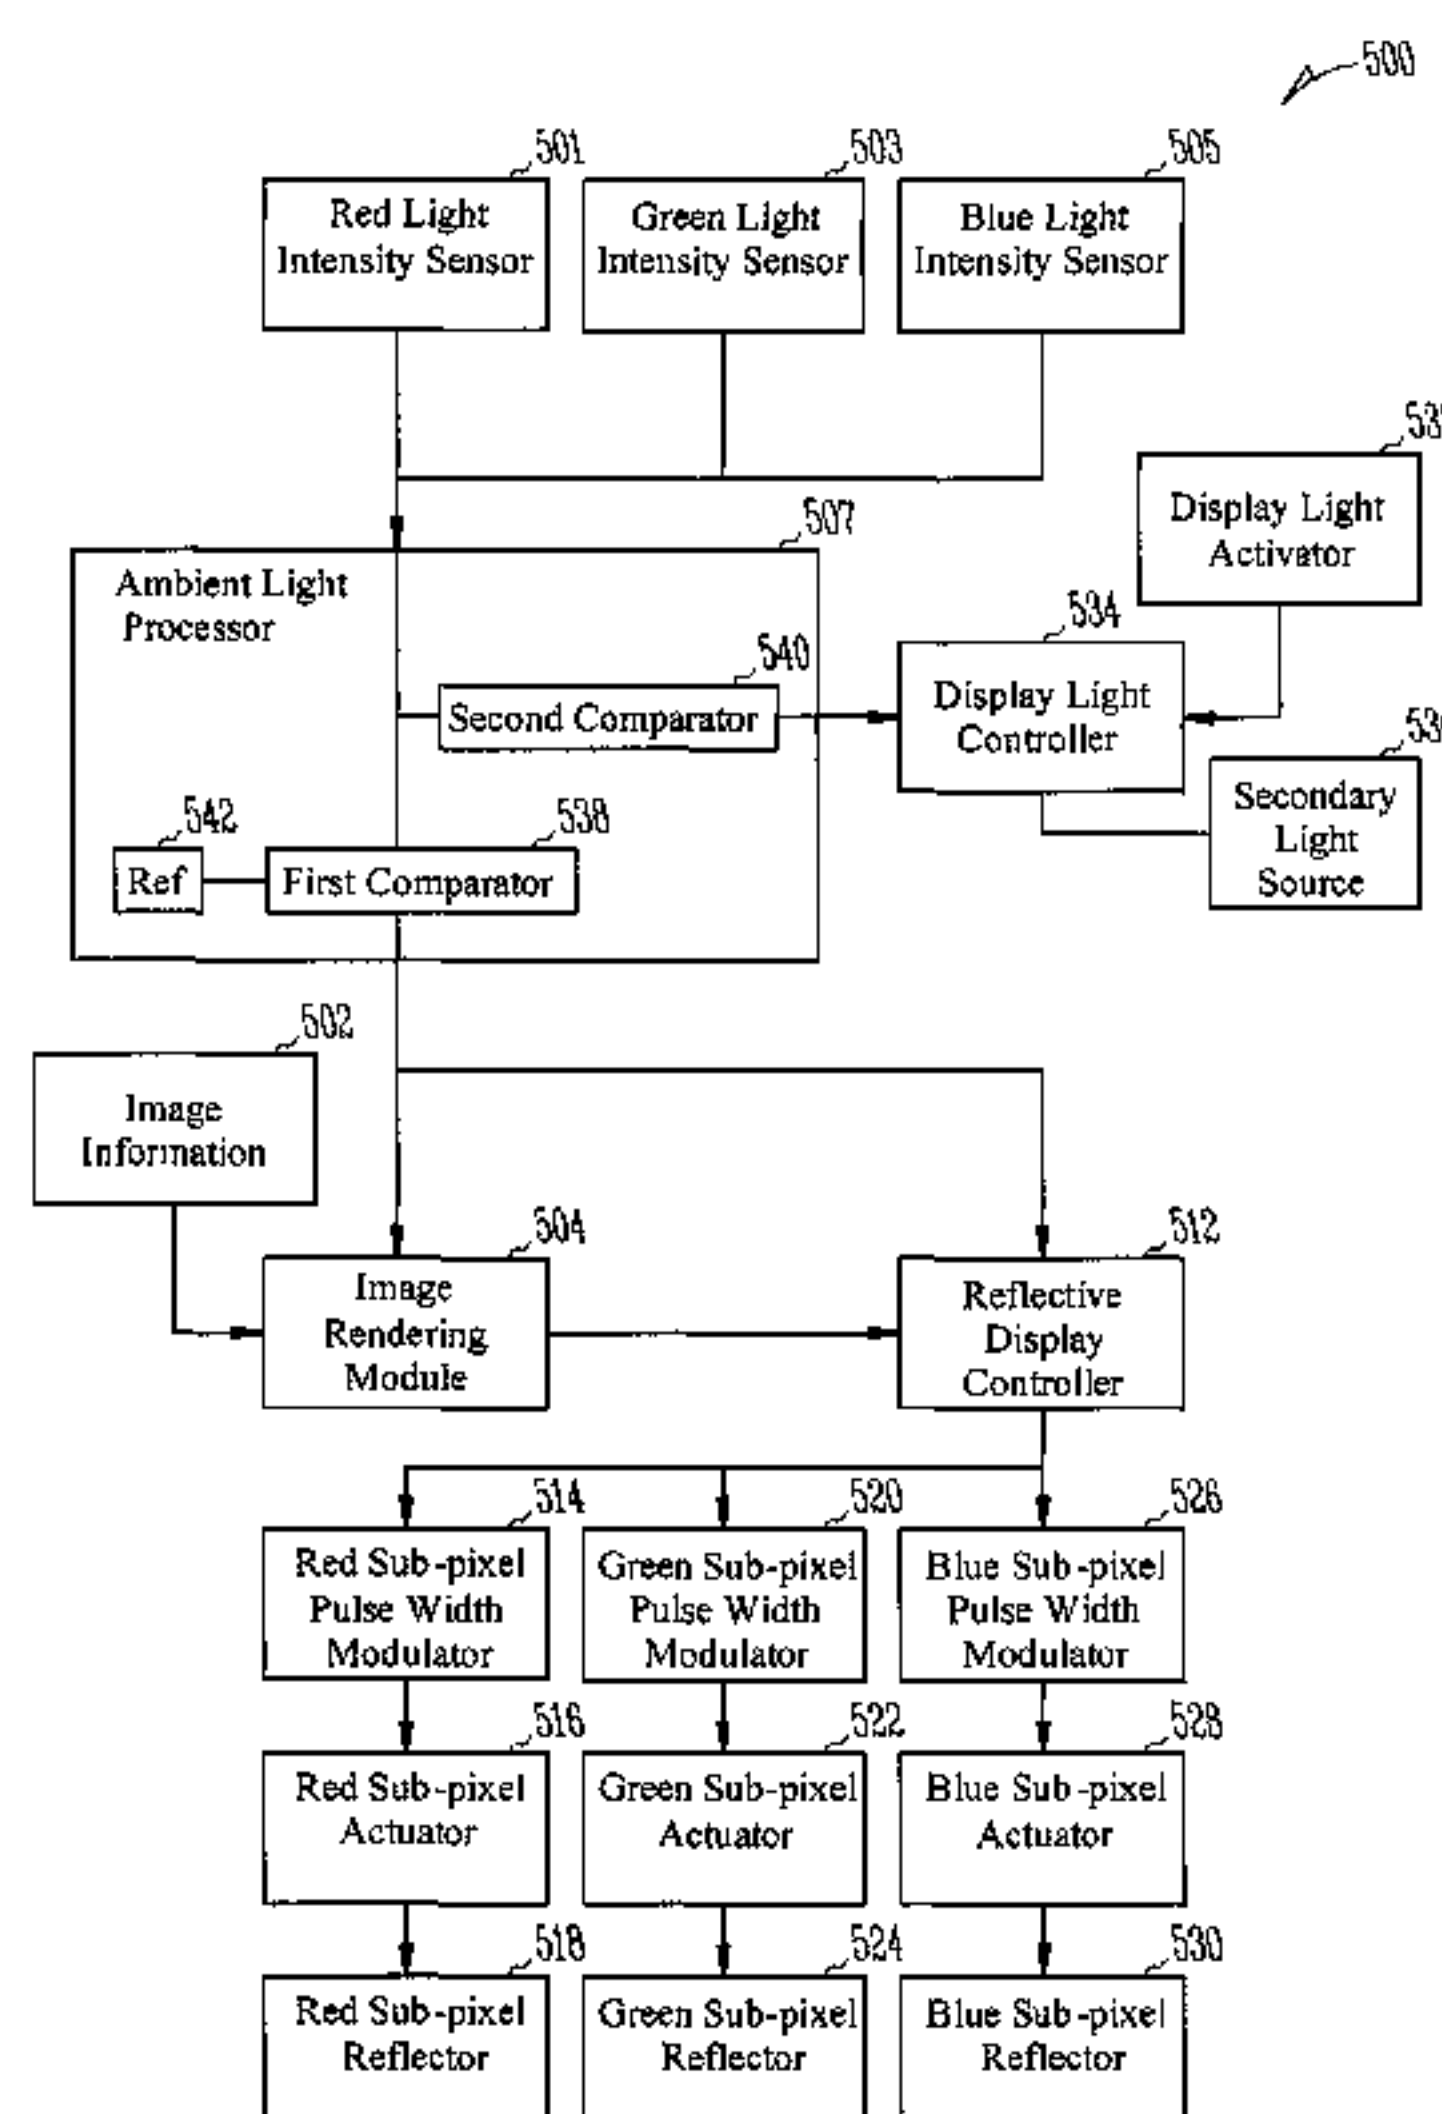 500
501
503
505
Red Light
Intensity Sensor
Green Light
Intensity Sensor
Blue Light
Intensity Sensor
Display Light
Activator
507
Ambient Light
Processor
534
540
Second Comparator
Display Light
Controller
Secondary
Light
Source
542
538
Ref
First Comparator
502
Image
Information
504
512
Image
Rendering
Module
Reflective
Display
Controller
514
520
526
Red Sub-pixel
Pulse Width
Modulator
Green Sub-pixel
Pulse Width
Modulator
Blue Sub-pixel
Pulse Width
Modulator
516
522
528
Red Sub-pixel
Actuator
Green Sub-pixel
Actuator
Blue Sub-pixel
Actuator
518
524
530
Red Sub-pixel
Reflector
Green Sub-pixel
Reflector
Blue Sub-pixel
Reflector